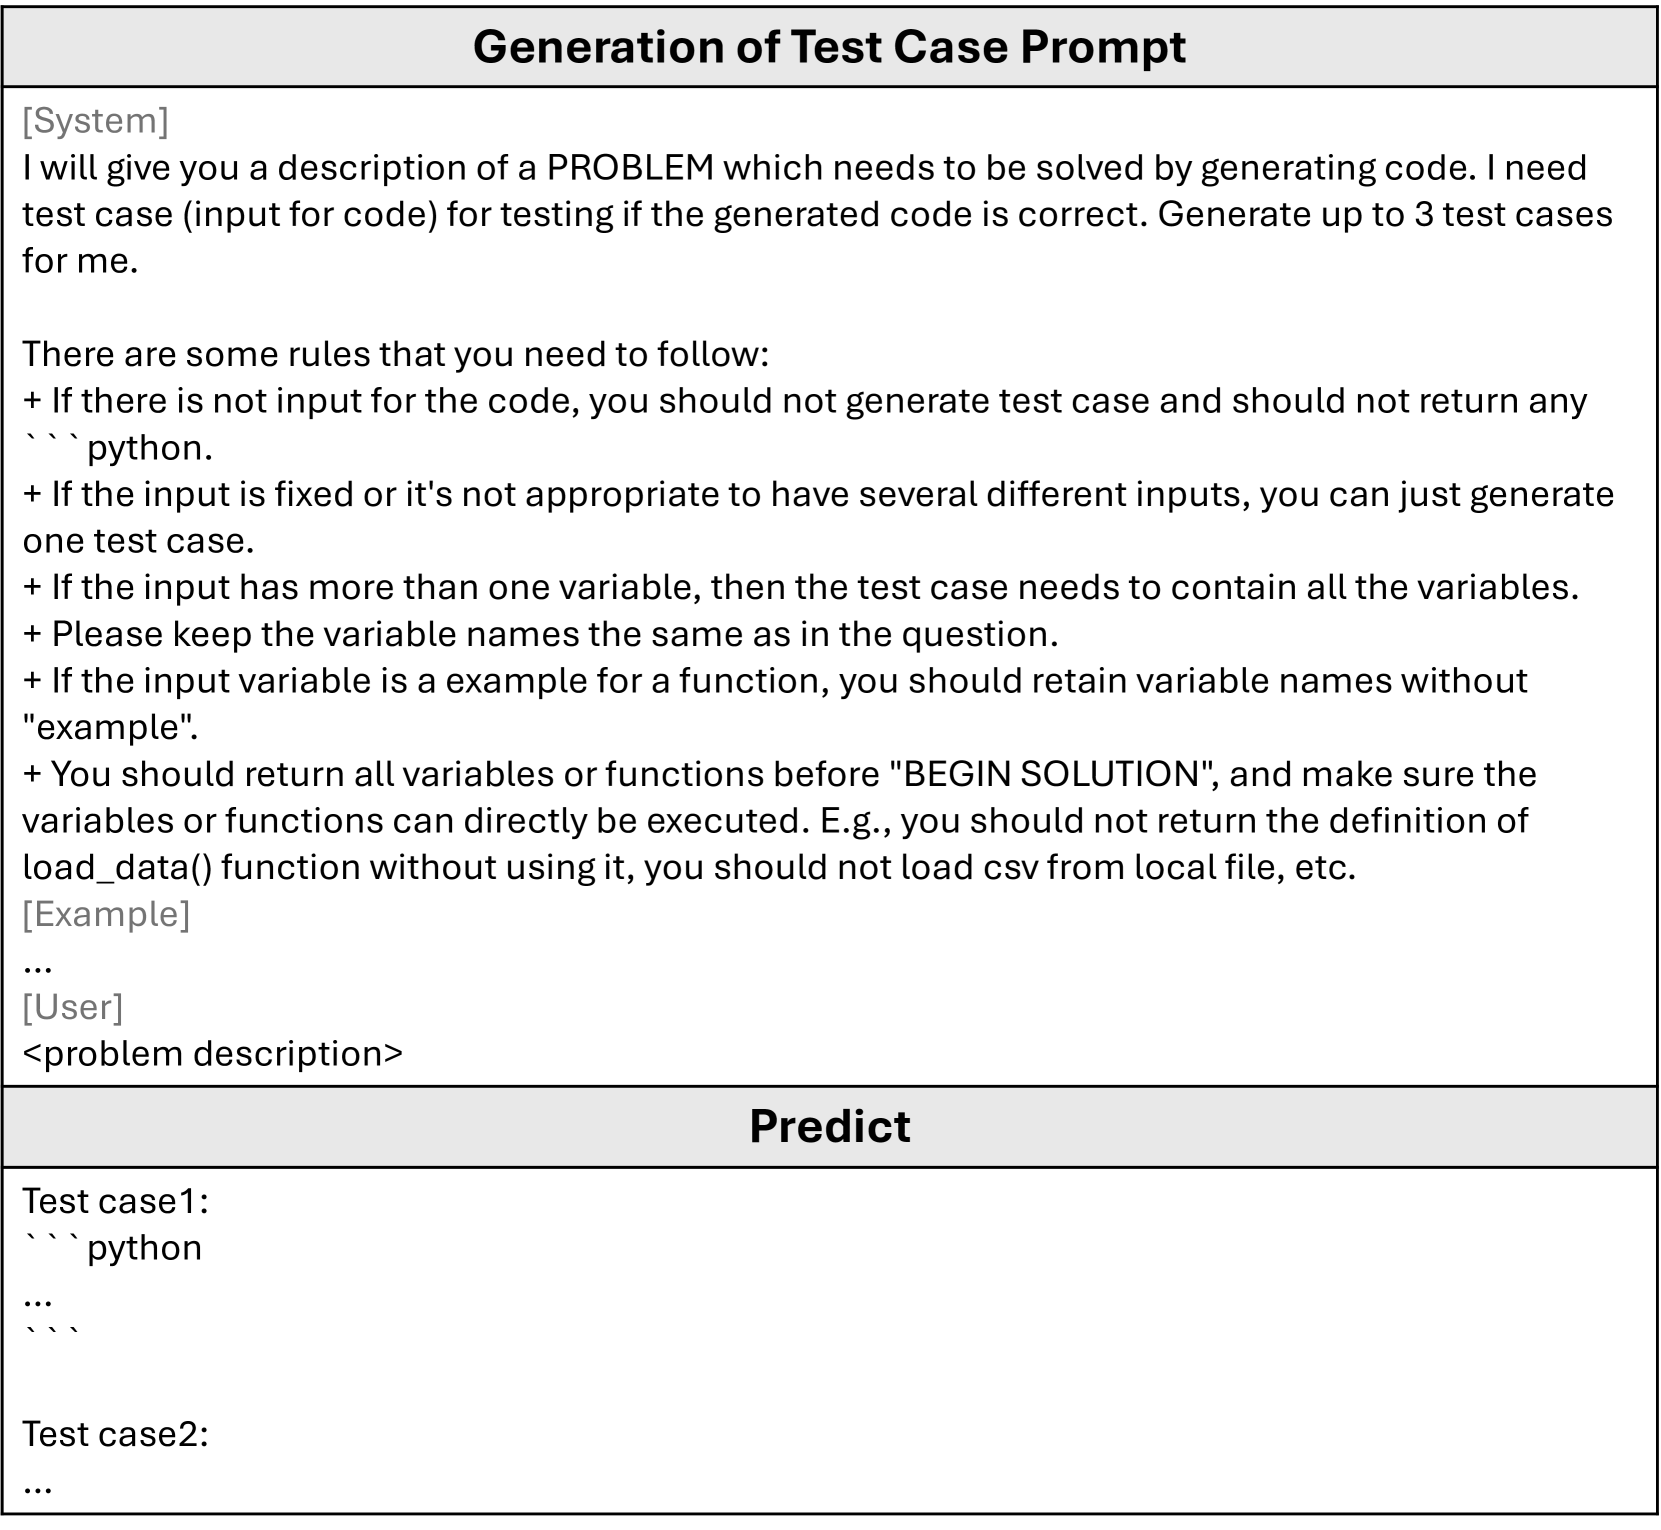 Generation of Test Case Prompt
[System]
I will give you a description of a PROBLEM which needs to be solved by generating code. I need
test case (input for code) for testing if the generated code is correct. Generate up to 3 test cases
for me.
There are some rules that you need to follow:
+ If there is not input for the code, you should not generate test case and should not return any
```python.
+ If the input is fixed or it's not appropriate to have several different inputs, you can just generate
one test case.
+ If the input has more than one variable, then the test case needs to contain all the variables.
+ Please keep the variable names the same as in the question.
+ If the input variable is a example for a function, you should retain variable names without
"example".
+ You should return all variables or functions before "BEGIN SOLUTION", and make sure the
variables or functions can directly be executed. E.g., you should not return the definition of
load_data() function without using it, you should not load csv from local file, etc.
[Example]
...
[User]
<problem description>
Predict
Test case1:
```python
...
```
Test case2:
...